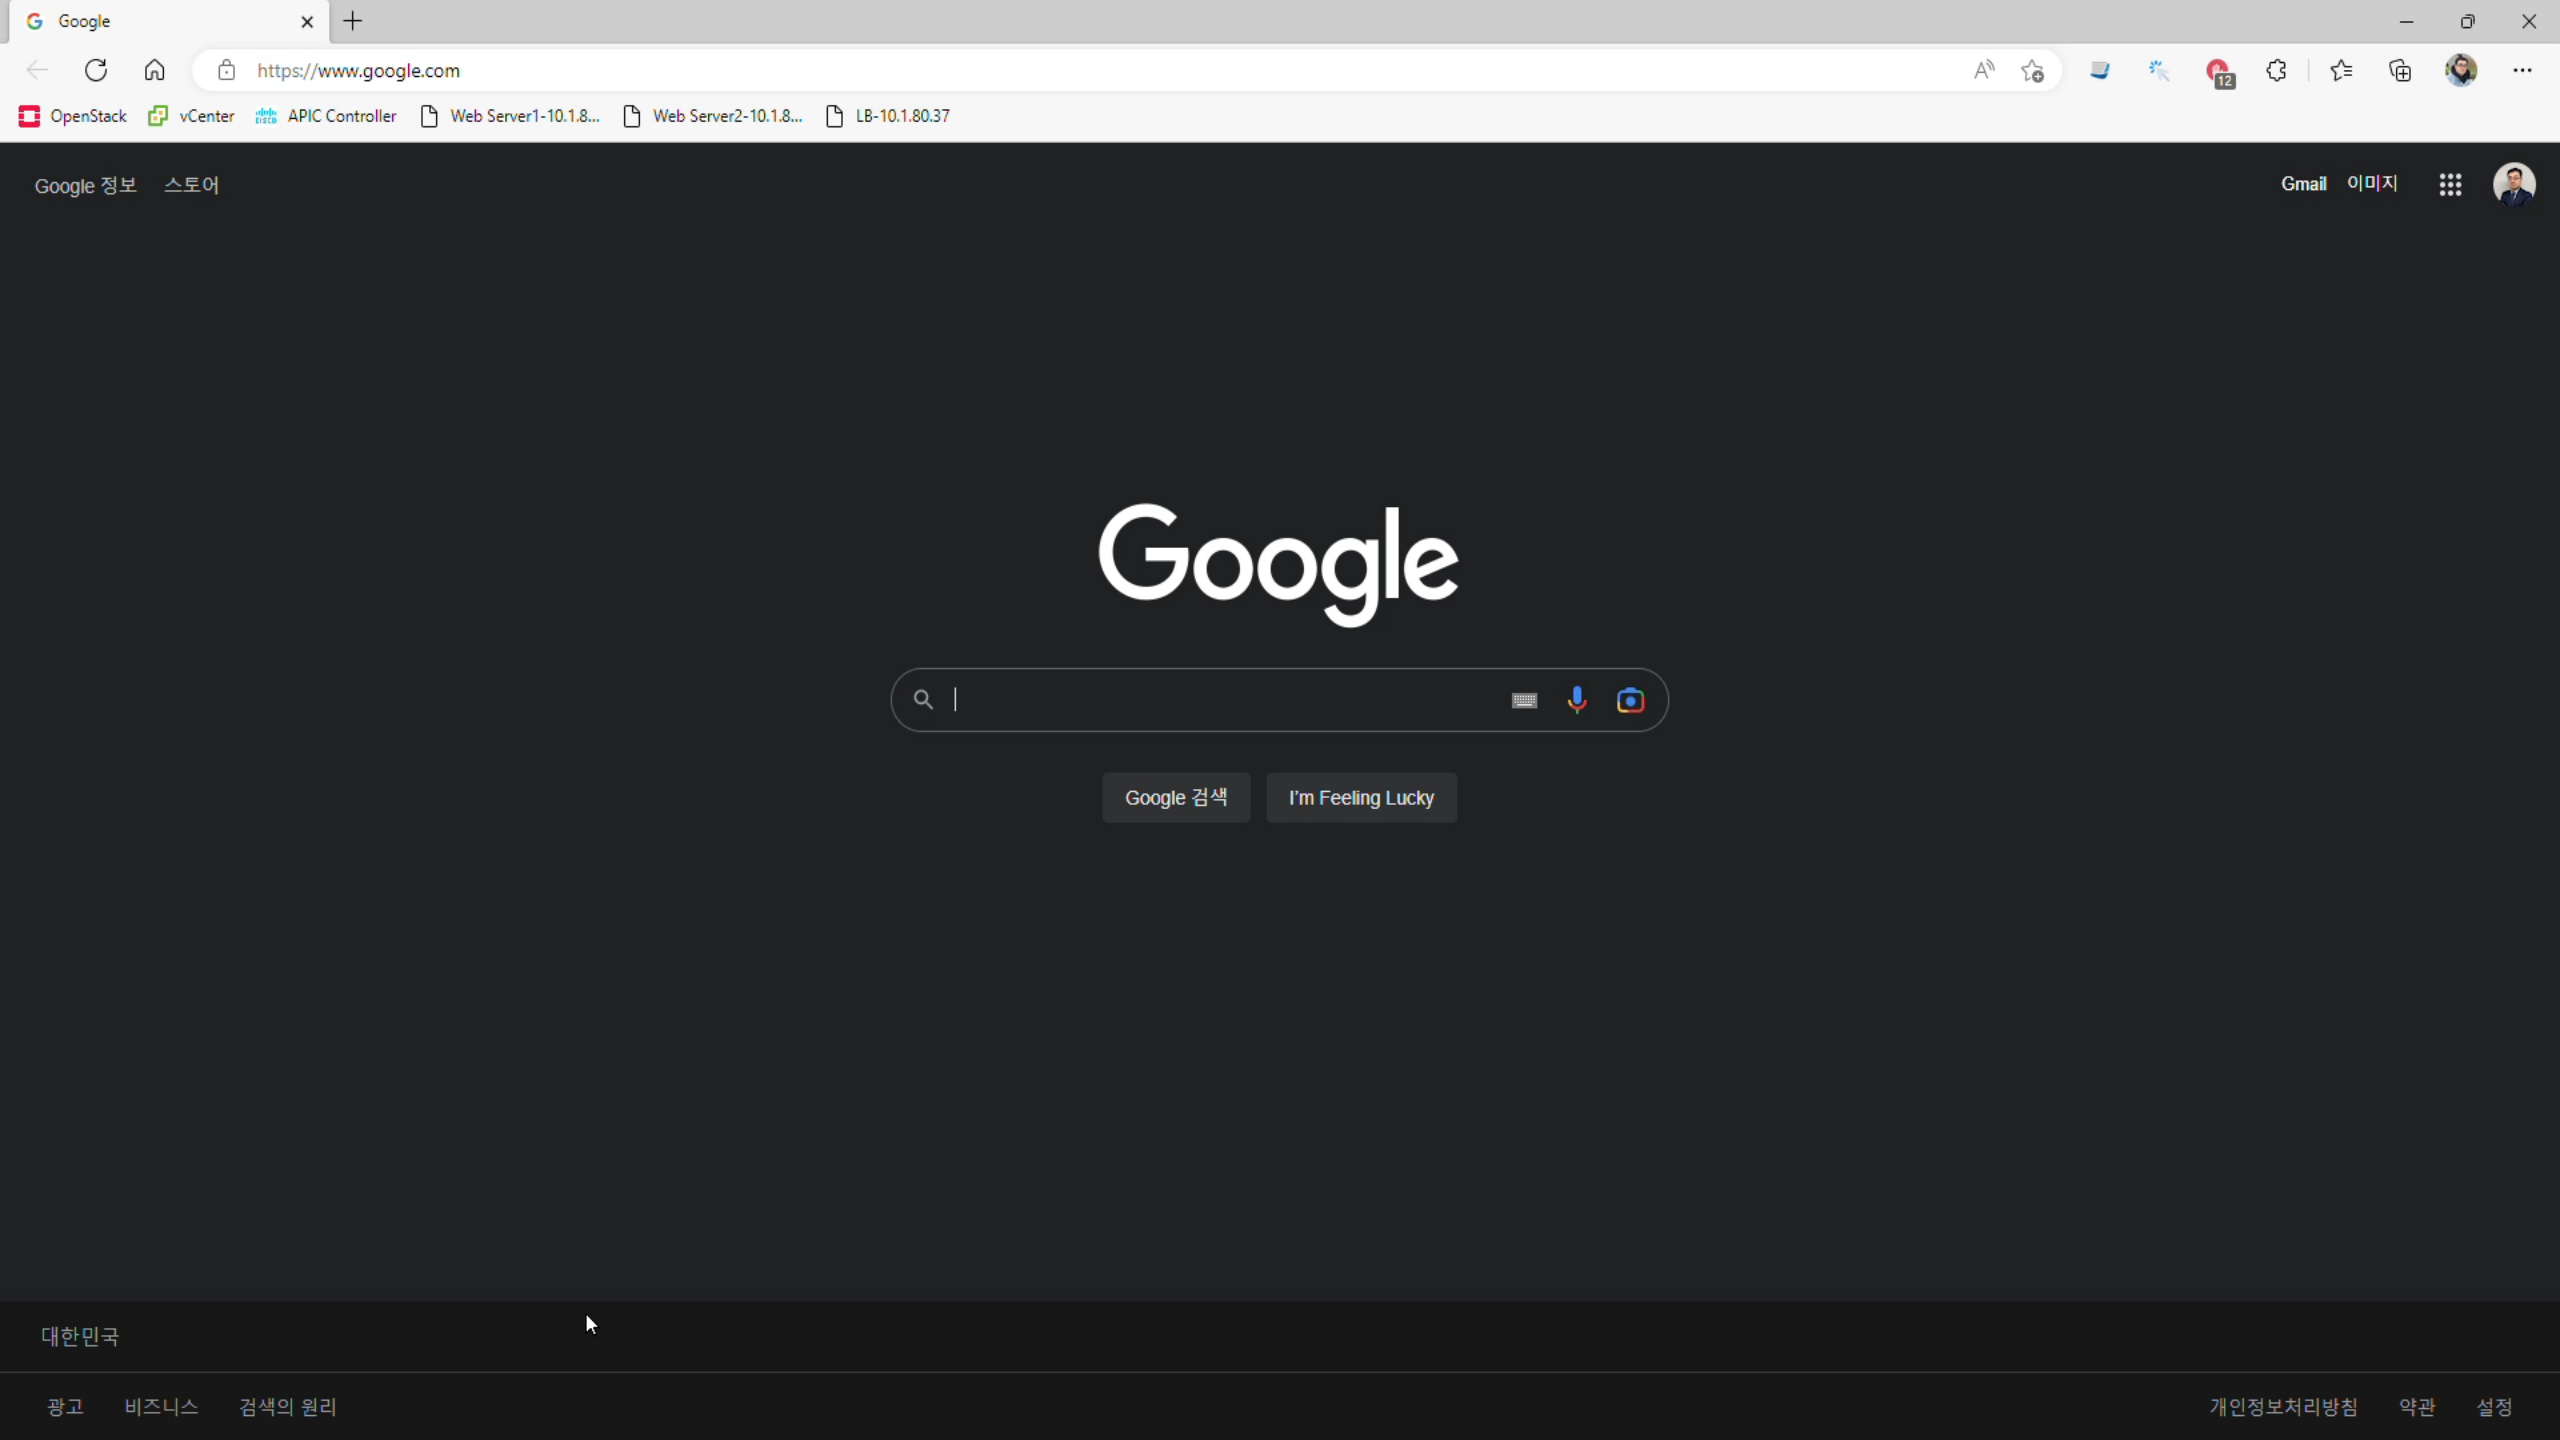 Google
https://www.google.com
12
OpenStack vCenter APIC Controller Web Server1-10.1.8... Web Server2-10.1.8... LB-10.1.80.37
Google 정보 스토어 Gmail 이미지
Google
Google 검색 I'm Feeling Lucky
대한민국
광고 비즈니스 검색의 원리 개인정보처리방침 약관 설정